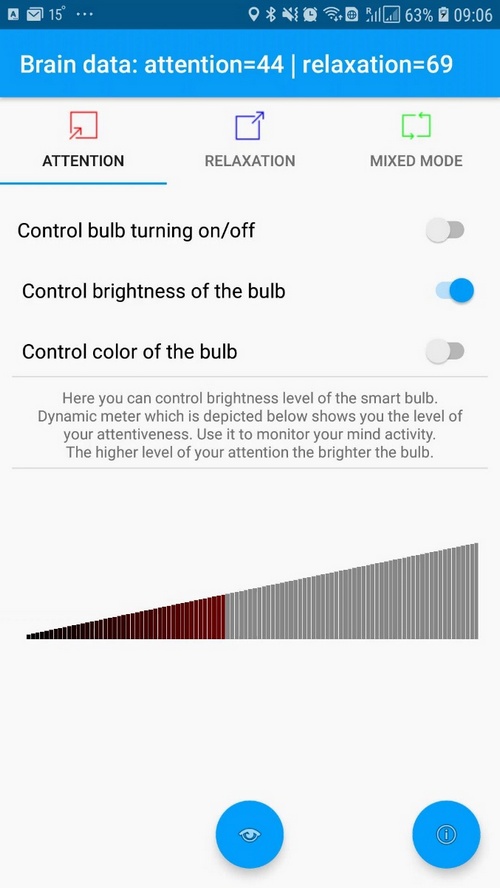 A 15° ... R 63% 09:06
Brain data: attention=44 | relaxation=69
ATTENTION RELAXATION MIXED MODE
Control bulb turning on/off
Control brightness of the bulb
Control color of the bulb
Here you can control brightness level of the smart bulb.
Dynamic meter which is depicted below shows you the level of
your attentiveness. Use it to monitor your mind activity.
The higher level of your attention the brighter the bulb.